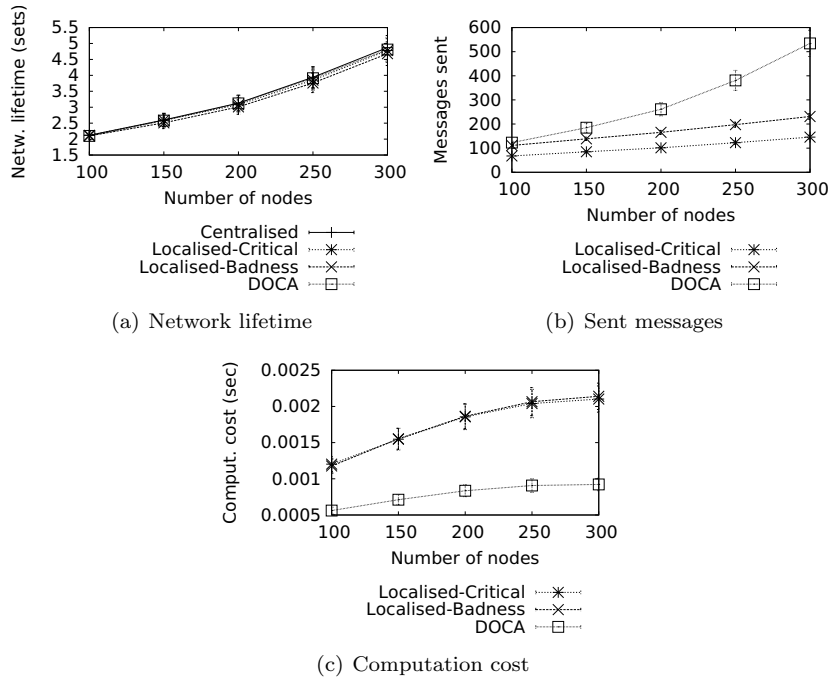 Netw. lifetime (sets)
5.5
5
4.5
4
3.5
3
2.5
2
1.5
100 150 200 250 300
Number of nodes
Centralised
Localised-Critical
Localised-Badness
DOCA
(a) Network lifetime
Messages sent
600
500
400
300
200
100
0
100 150 200 250 300
Number of nodes
Localised-Critical
Localised-Badness
DOCA
(b) Sent messages
Comput. cost (sec)
0.0025
0.002
0.0015
0.001
0.0005
100 150 200 250 300
Number of nodes
Localised-Critical
Localised-Badness
DOCA
(c) Computation cost